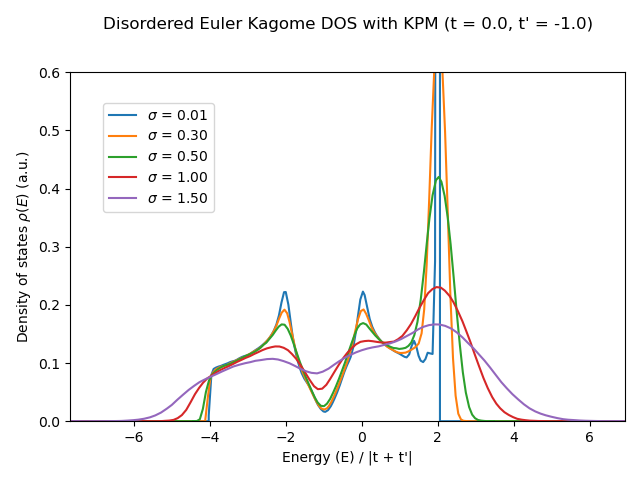 Disordered Euler Kagome DOS with KPM (t = 0.0, t' = -1.0)
0.6
0.5
0.4
0.3
0.2
0.1
0.0
Density of states ρ(E) (a.u.)
σ = 0.01
σ = 0.30
σ = 0.50
σ = 1.00
σ = 1.50
−6 −4 −2 0 2 4 6
Energy (E) / |t + t'|